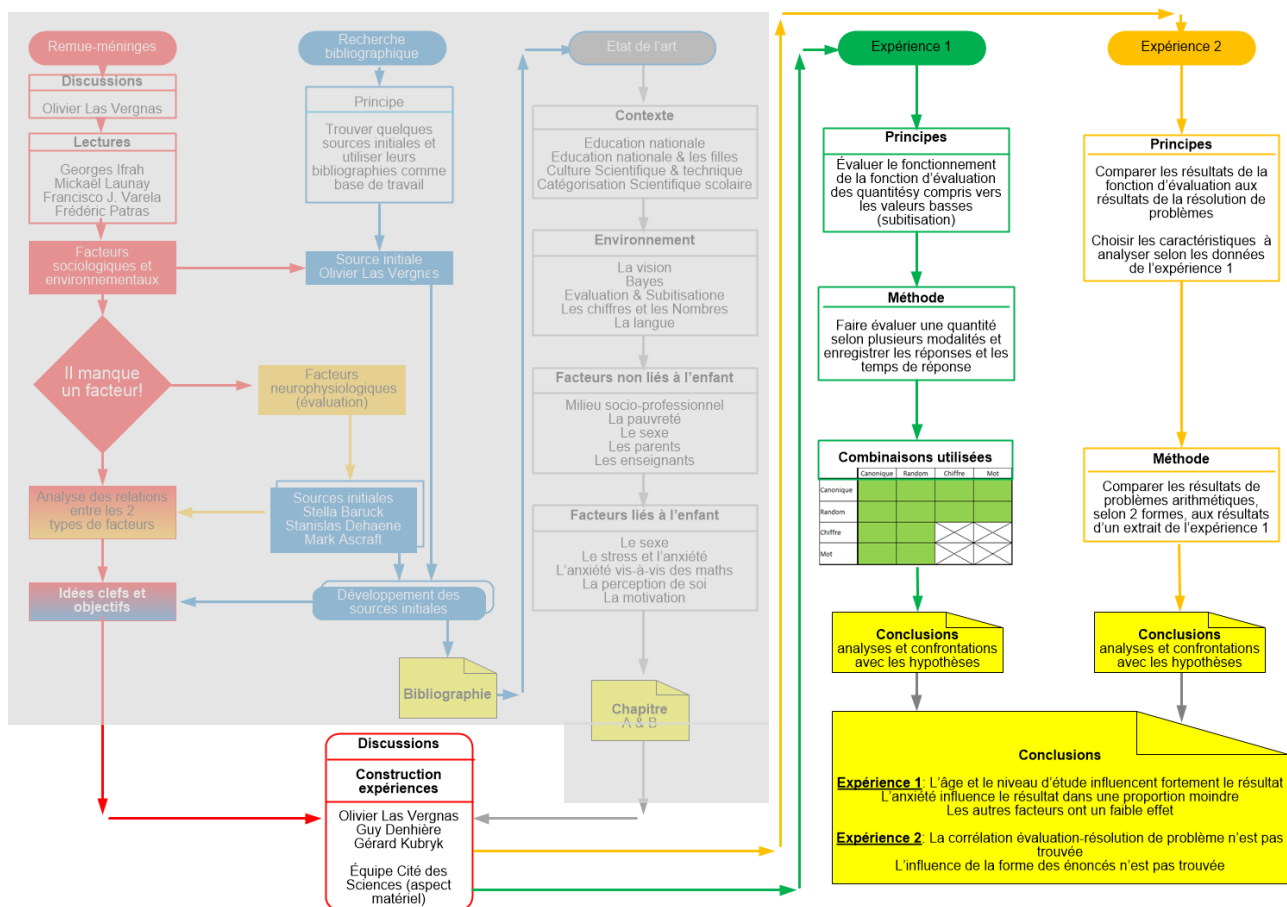 Remue-méninges
Discussions
Olivier Las Vergnas
Lectures
Georges Ifrah
Mickaël Launay
Francisco J. Varela
Frédéric Patras
Facteurs
sociologiques et
environnementaux
Il manque
un facteur!
Facteurs
neurophysiologiques
(évaluation)
Analyse des relations
entre les 2
types de facteurs
Idées clefs et
objectifs
Recherche
bibliographique
Principe
Trouver quelques
sources initiales et
utiliser leurs
bibliographies comme
base de travail
Source initiale
Olivier Las Vergnas
Sources initiales
Stella Baruck
Stanislas Dehaene
Mark Ascraft
Développement des
sources initiales
Bibliographie
Etat de l'art
Contexte
Education nationale
Education nationale & les filles
Culture Scientifique & technique
Catégorisation Scientifique scolaire
Environnement
La vision
Bayes
Evaluation & Subitisatione
Les chiffres et les Nombres
La langue
Facteurs non liés à l'enfant
Milieu socio-professionnel
La pauvreté
Le sexe
Les parents
Les enseignants
Facteurs liés à l'enfant
Le sexe
Le stress et l'anxiété
L'anxiété vis-à-vis des maths
La perception de soi
La motivation
Chapitre
A & B
Discussions
Construction
expériences
Olivier Las Vergnas
Guy Denhière
Gérard Kubryk
Équipe Cité des
Sciences (aspect
matériel)
Expérience 1
Principes
Évaluer le fonctionnement
de la fonction d'évaluation
des quantitésy compris vers
les valeurs basses
(subitisation)
Méthode
Faire évaluer une quantité
selon plusieurs modalités et
enregistrer les réponses et les
temps de réponse
Combinaisons utilisées
Canonique Random Chiffre Mot
Canonique
Random
Chiffre
Mot
Conclusions
analyses et confrontations
avec les hypothèses
Expérience 2
Principes
Comparer les résultats de la
fonction d'évaluation aux
résultats de la résolution de
problèmes
Choisir les caractéristiques à
analyser selon les données
de l'expérience 1
Méthode
Comparer les résultats de
problèmes arithmétiques,
selon 2 formes, aux résultats
d'un extrait de l'expérience 1
Conclusions
analyses et confrontations
avec les hypothèses
Conclusions
Expérience 1: L'âge et le niveau d'étude influencent fortement le résultat
L'anxiété influence le résultat dans une proportion moindre
Les autres facteurs ont un faible effet
Expérience 2: La corrélation évaluation-résolution de problème n'est pas
trouvée
L'influence de la forme des énoncés n'est pas trouvée